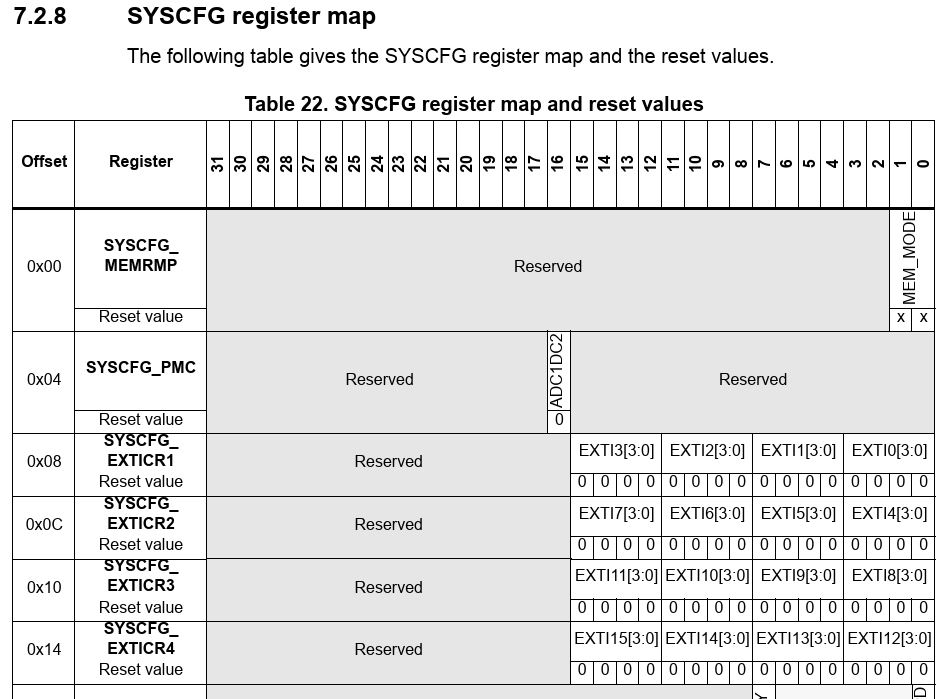 7.2.8 SYSCFG register map
The following table gives the SYSCFG register map and the reset values.
Table 22. SYSCFG register map and reset values
Offset Register 31 30 29 28 27 26 25 24 23 22 21 20 19 18 17 16 15 14 13 12 11 10 9 8 7 6 5 4 3 2 1 0
0x00 SYSCFG_
MEMRMP Reserved MEM_MODE
Reset value x x
0x04 SYSCFG_PMC Reserved ADC1DC2 Reserved
Reset value 0
0x08 SYSCFG_
EXTICR1 Reserved EXTI3[3:0] EXTI2[3:0] EXTI1[3:0] EXTI0[3:0]
Reset value 0 0 0 0 0 0 0 0 0 0 0 0 0 0 0 0
0x0C SYSCFG_
EXTICR2 Reserved EXTI7[3:0] EXTI6[3:0] EXTI5[3:0] EXTI4[3:0]
Reset value 0 0 0 0 0 0 0 0 0 0 0 0 0 0 0 0
0x10 SYSCFG_
EXTICR3 Reserved EXTI11[3:0] EXTI10[3:0] EXTI9[3:0] EXTI8[3:0]
Reset value 0 0 0 0 0 0 0 0 0 0 0 0 0 0 0 0
0x14 SYSCFG_
EXTICR4 Reserved EXTI15[3:0] EXTI14[3:0] EXTI13[3:0] EXTI12[3:0]
Reset value 0 0 0 0 0 0 0 0 0 0 0 0 0 0 0 0